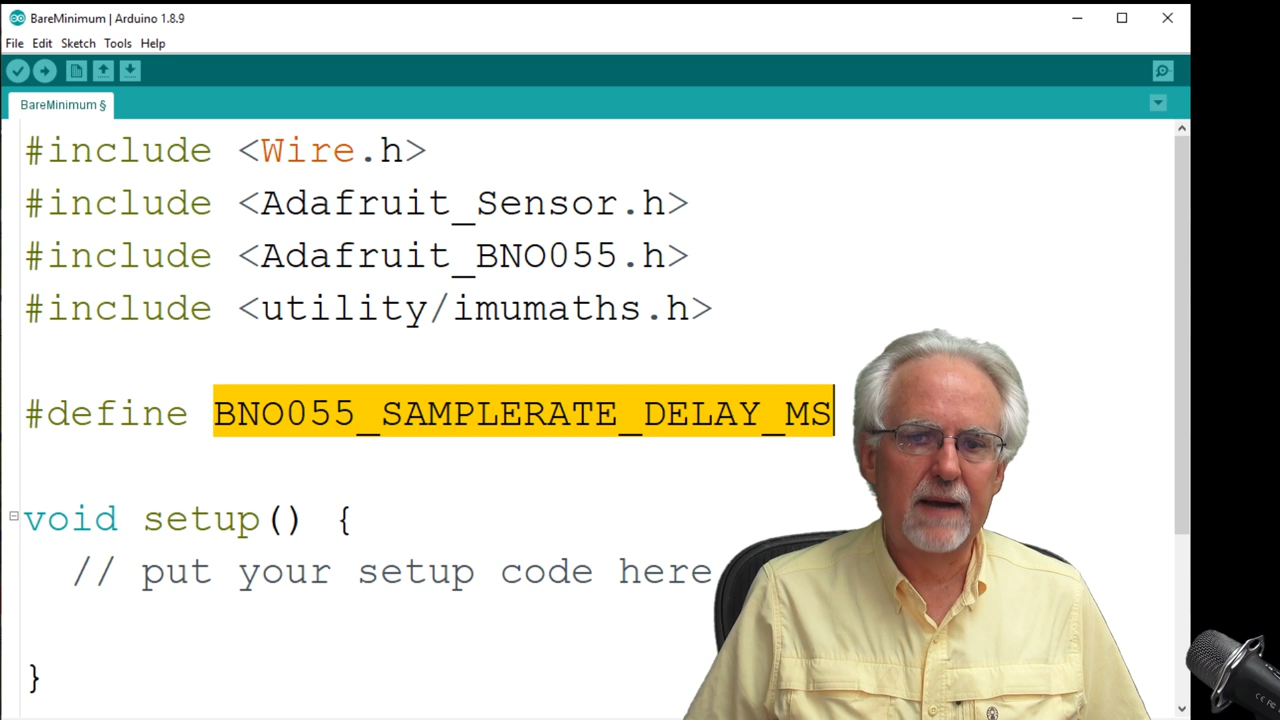 BareMinimum | Arduino 1.8.9
File Edit Sketch Tools Help
BareMinimum §
#include <Wire.h>
#include <Adafruit_Sensor.h>
#include <Adafruit_BNO055.h>
#include <utility/imumaths.h>
#define BNO055_SAMPLERATE_DELAY_MS
void setup() {
// put your setup code here
}